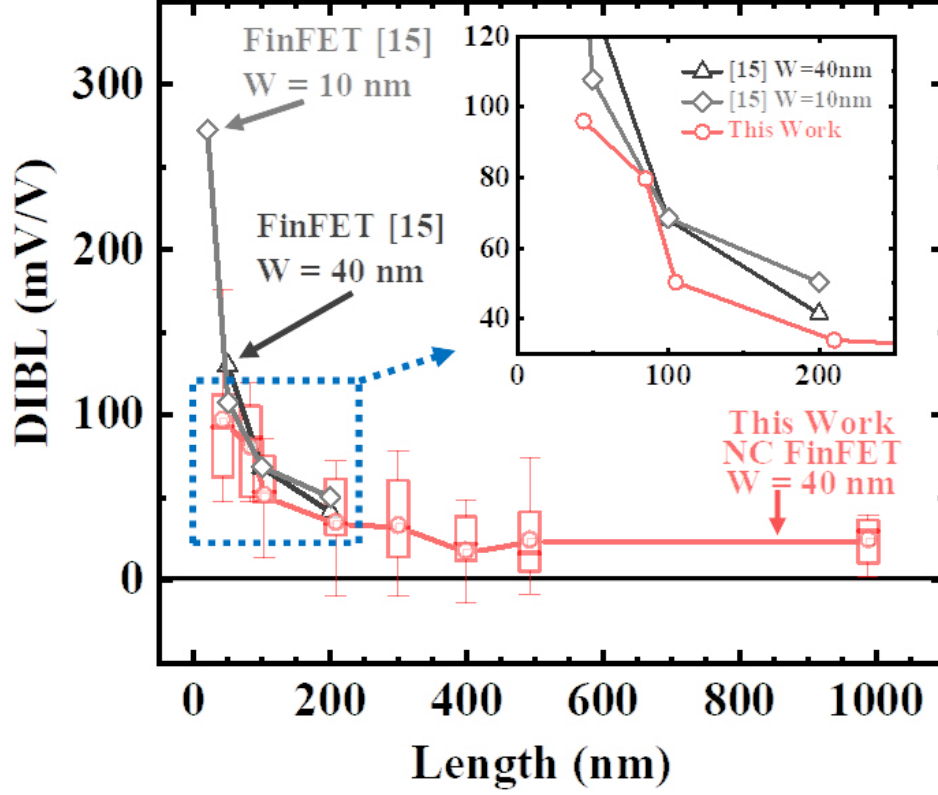 FinFET [15]
W = 10 nm
FinFET [15]
W = 40 nm
[15] W=40nm
[15] W=10nm
This Work
120
100
80
60
40
0
100
200
This Work
NC FinFET
W = 40 nm
300
200
100
0
DIBL (mV/V)
0
200
400
600
800
1000
Length (nm)